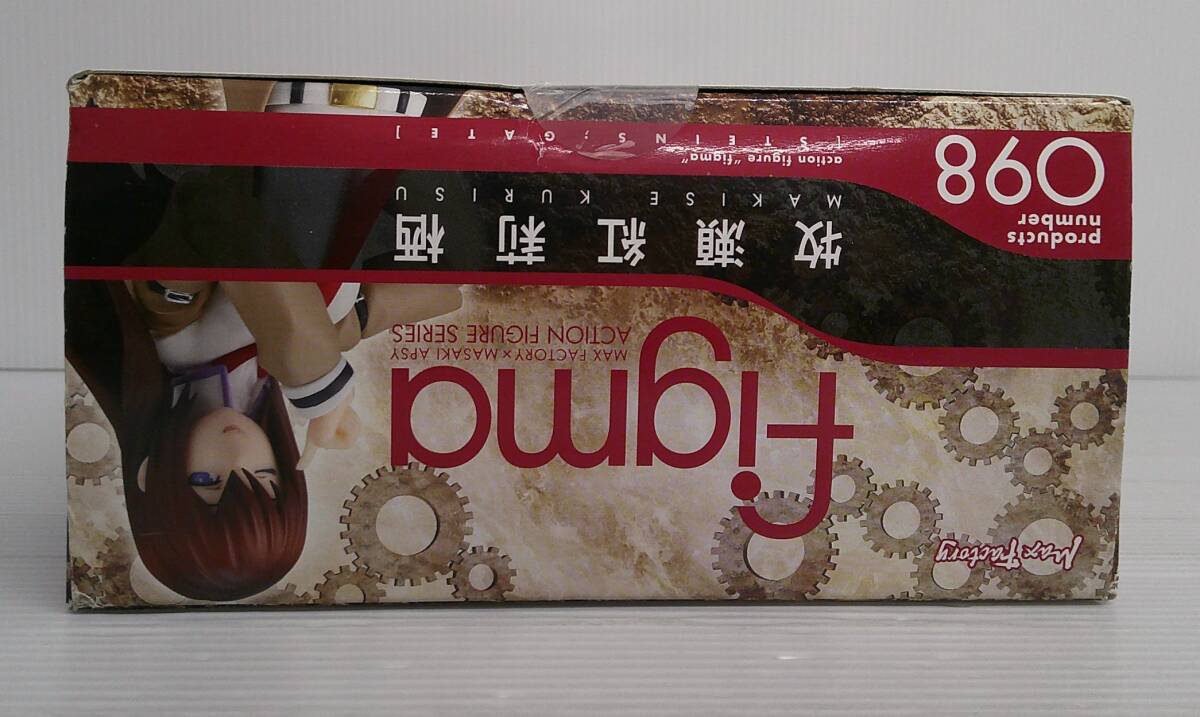 Max Factory
figma
MAX FACTORY × MASAKI APSY
ACTION FIGURE SERIES
牧瀬紅莉栖
MAKISE KURISU
products
number
098
action figure "figma"
[STEINS;GATE]